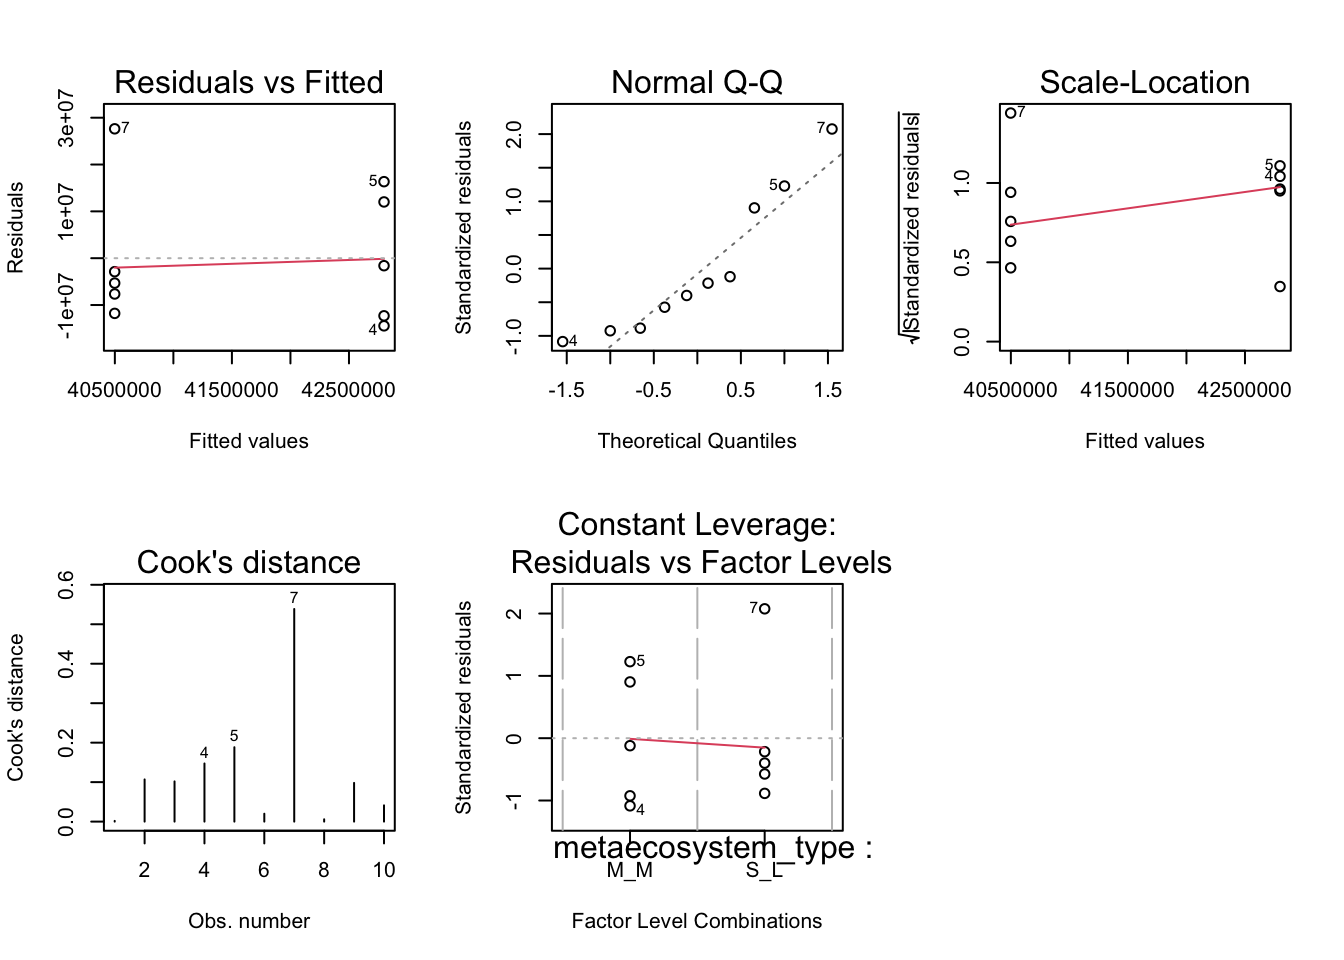 Residuals vs Fitted
Residuals
3e+07
1e+07
-1e+07
7
5
4
40500000 41500000 42500000
Fitted values
Normal Q-Q
Standardized residuals
2.0
1.0
0.0
-1.0
7
5
4
-1.5 -0.5 0.5 1.5
Theoretical Quantiles
Scale-Location
√|Standardized residuals|
1.0
0.5
0.0
7
5
4
40500000 41500000 42500000
Fitted values
Cook's distance
Cook's distance
0.6
0.4
0.2
0.0
7
5
4
2 4 6 8 10
Obs. number
Constant Leverage:
Residuals vs Factor Levels
Standardized residuals
2
1
0
-1
7
5
4
metaecosystem_type :
M_M S_L
Factor Level Combinations